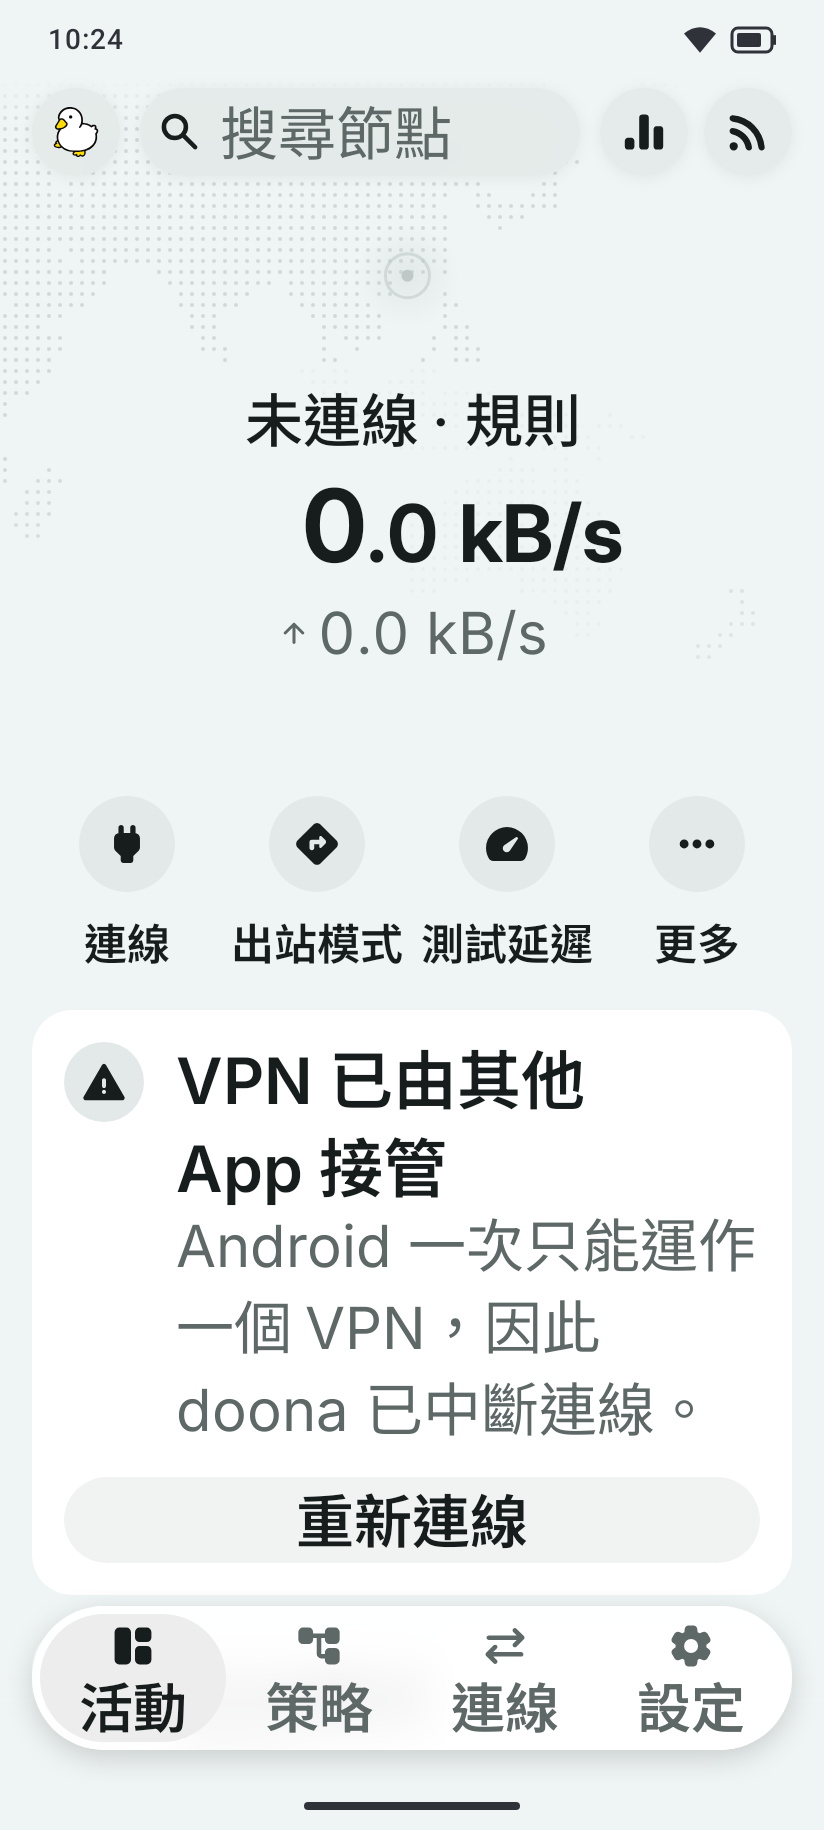 10:24
搜尋節點
未連線 · 規則
0.0 kB/s
↑ 0.0 kB/s
連線 出站模式 測試延遲 更多
VPN 已由其他
App 接管
Android 一次只能運作
一個 VPN，因此
doona 已中斷連線。
重新連線
活動 策略 連線 設定